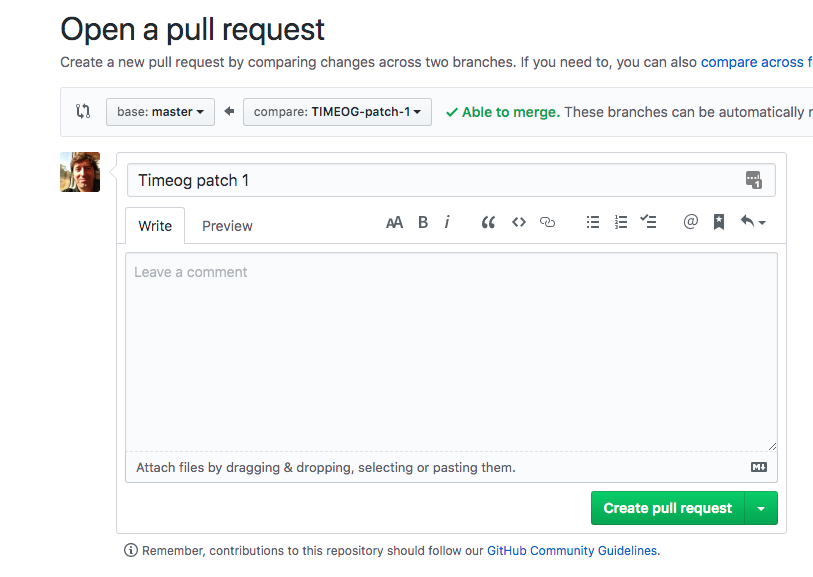 Open a pull request
Create a new pull request by comparing changes across two branches. If you need to, you can also compare across f
base: master compare: TIMEOG-patch-1 Able to merge. These branches can be automatically
Timeog patch 1
Write Preview AA B i
Leave a comment
Attach files by dragging & dropping, selecting or pasting them.
Create pull request
Remember, contributions to this repository should follow our GitHub Community Guidelines.